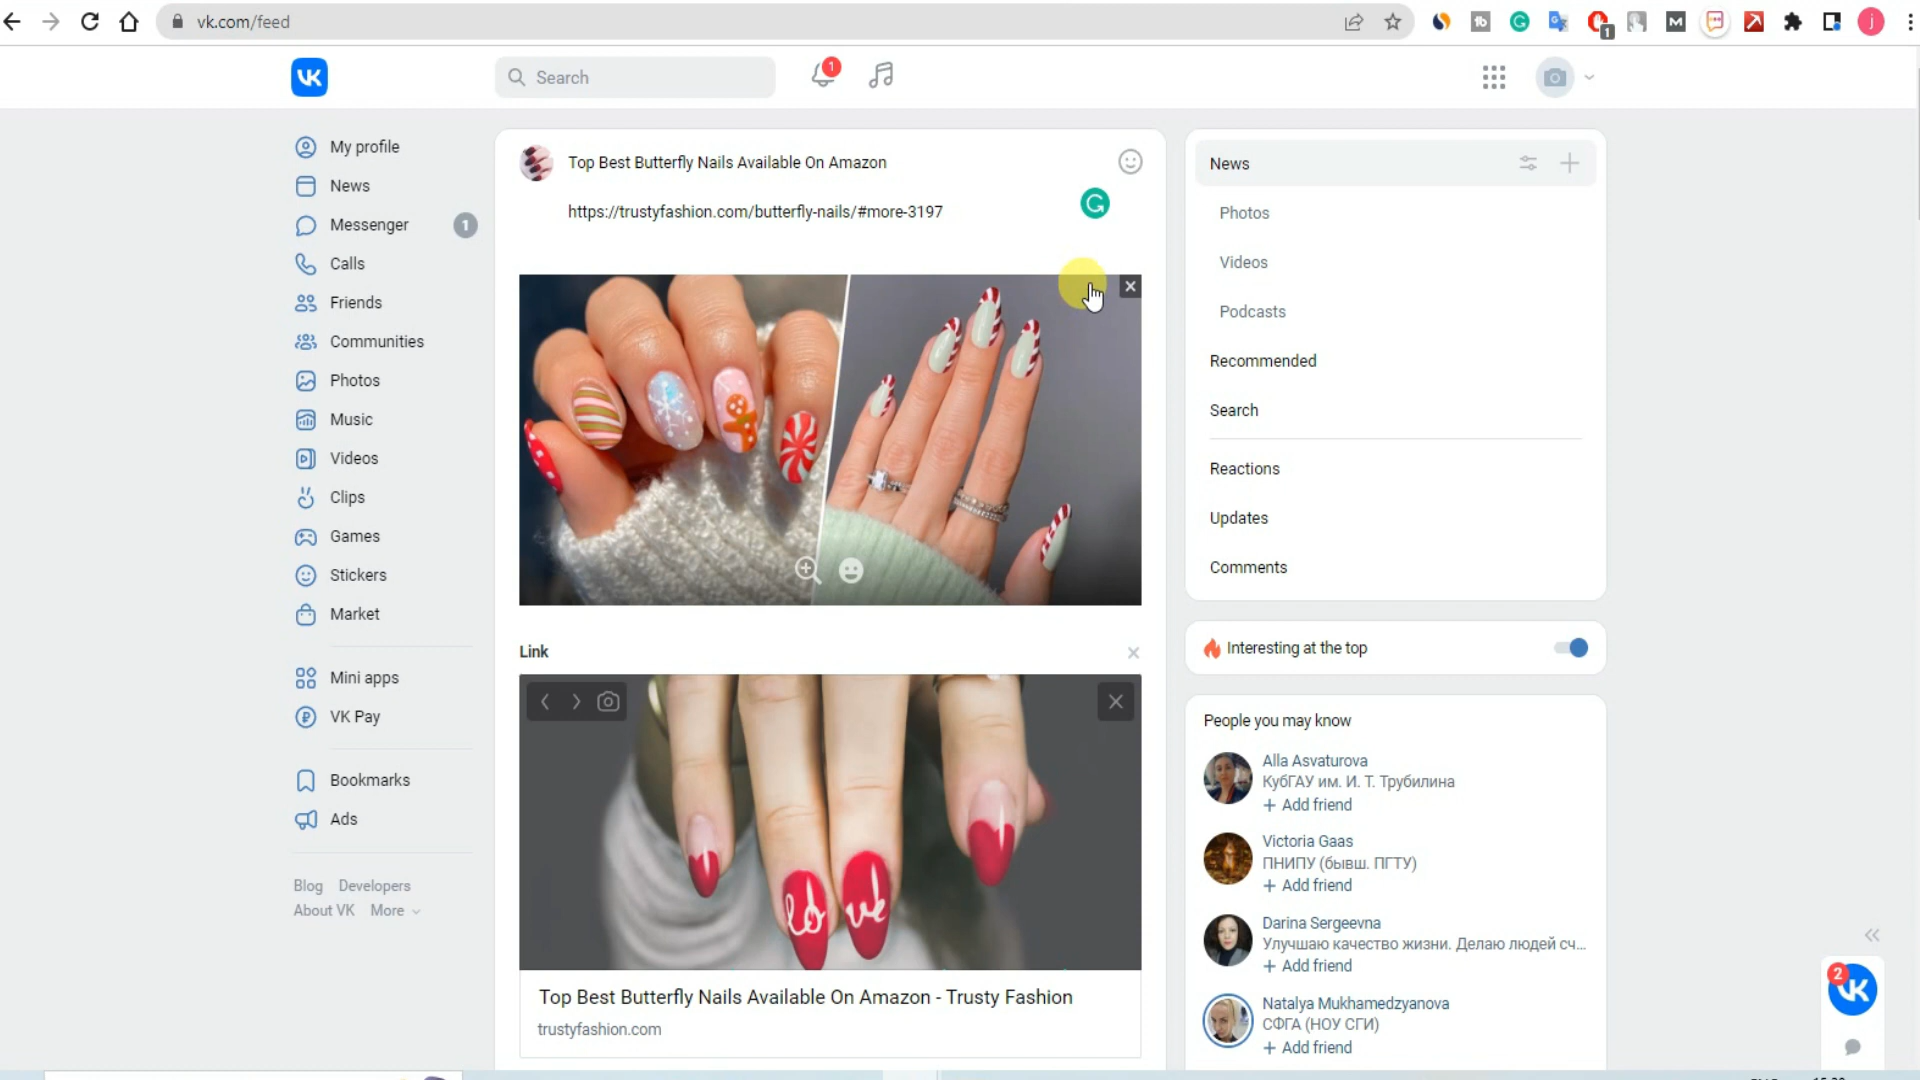 vk.com/feed
1
Search
1
Top Best Butterfly Nails Available On Amazon
https://trustyfashion.com/butterfly-nails/#more-3197
My profile
News
Messenger
1
Calls
Friends
Communities
Photos
Music
Videos
Clips
Games
Stickers
Market
Mini apps
VK Pay
Bookmarks
Ads
Blog Developers
About VK More
Link
love
Top Best Butterfly Nails Available On Amazon - Trusty Fashion
trustyfashion.com
News
Photos
Videos
Podcasts
Recommended
Search
Reactions
Updates
Comments
Interesting at the top
People you may know
Alla Asvaturova
КубГАУ им. И. Т. Трубилина
+ Add friend
Victoria Gaas
ПНИПУ (бывш. ПГТУ)
+ Add friend
Darina Sergeevna
Улучшаю качество жизни. Делаю людей сч...
+ Add friend
Natalya Mukhamedzyanova
СФГА (НОУ СГИ)
+ Add friend
2